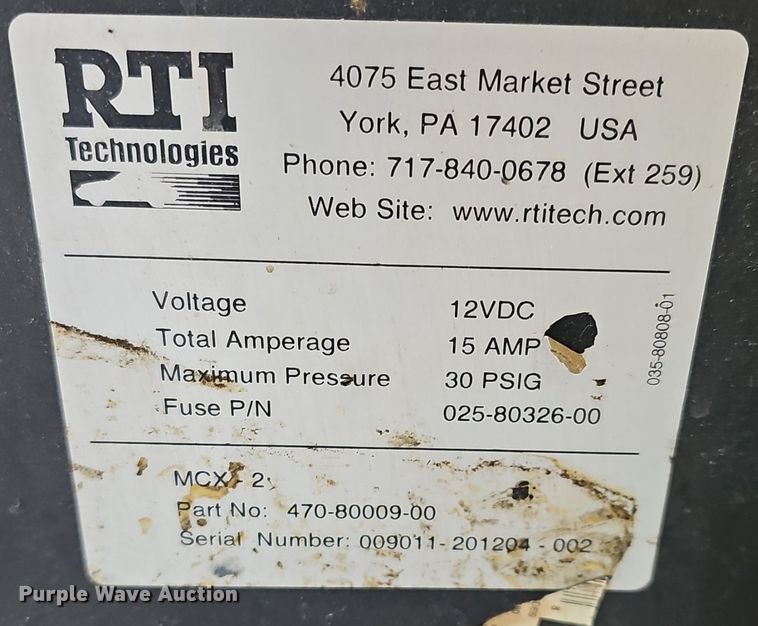 RTI
Technologies
4075 East Market Street
York, PA 17402 USA
Phone: 717-840-0678 (Ext 259)
Web Site: www.rtitech.com
Voltage 12VDC
Total Amperage 15 AMP
Maximum Pressure 30 PSIG
Fuse P/N 025-80326-00
035-80808-01
MCX - 2
Part No: 470-80009-00
Serial Number: 009011-201204-002
Purple Wave Auction